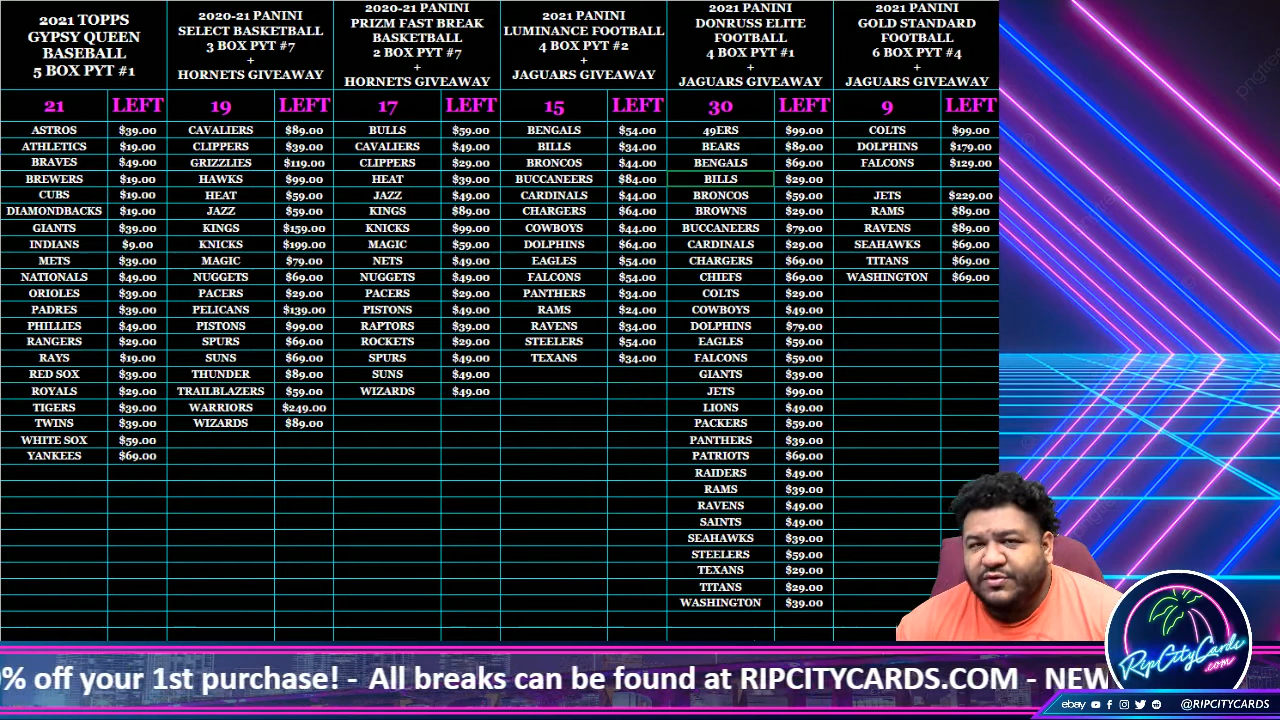 2021 TOPPS
GYPSY QUEEN
BASEBALL
5 BOX PYT #1
21 LEFT
ASTROS $39.00
ATHLETICS $19.00
BRAVES $49.00
BREWERS $19.00
CUBS $19.00
DIAMONDBACKS $19.00
GIANTS $39.00
INDIANS $9.00
METS $39.00
NATIONALS $49.00
ORIOLES $39.00
PADRES $39.00
PHILLIES $49.00
RANGERS $29.00
RAYS $19.00
RED SOX $39.00
ROYALS $29.00
TIGERS $39.00
TWINS $39.00
WHITE SOX $59.00
YANKEES $69.00
2020-21 PANINI
SELECT BASKETBALL
3 BOX PYT #7
+
HORNETS GIVEAWAY
19 LEFT
CAVALIERS $89.00
CLIPPERS $39.00
GRIZZLIES $119.00
HAWKS $99.00
HEAT $59.00
JAZZ $59.00
KINGS $159.00
KNICKS $199.00
MAGIC $79.00
NUGGETS $69.00
PACERS $29.00
PELICANS $139.00
PISTONS $99.00
SPURS $69.00
SUNS $69.00
THUNDER $89.00
TRAILBLAZERS $59.00
WARRIORS $249.00
WIZARDS $89.00
2020-21 PANINI
PRIZM FAST BREAK
BASKETBALL
2 BOX PYT #7
+
HORNETS GIVEAWAY
17 LEFT
BULLS $59.00
CAVALIERS $49.00
CLIPPERS $29.00
HEAT $39.00
JAZZ $49.00
KINGS $89.00
KNICKS $99.00
MAGIC $59.00
NETS $49.00
NUGGETS $49.00
PACERS $29.00
PISTONS $49.00
RAPTORS $39.00
ROCKETS $29.00
SPURS $49.00
SUNS $49.00
WIZARDS $49.00
2021 PANINI
LUMINANCE FOOTBALL
4 BOX PYT #2
+
JAGUARS GIVEAWAY
15 LEFT
BENGALS $54.00
BILLS $34.00
BRONCOS $44.00
BUCCANEERS $84.00
CARDINALS $44.00
CHARGERS $64.00
COWBOYS $44.00
DOLPHINS $64.00
EAGLES $54.00
FALCONS $54.00
PANTHERS $34.00
RAMS $24.00
RAVENS $34.00
STEELERS $54.00
TEXANS $34.00
2021 PANINI
DONRUSS ELITE
FOOTBALL
4 BOX PYT #1
+
JAGUARS GIVEAWAY
30 LEFT
49ERS $99.00
BEARS $89.00
BENGALS $69.00
BILLS $29.00
BRONCOS $59.00
BROWNS $29.00
BUCCANEERS $79.00
CARDINALS $29.00
CHARGERS $69.00
CHIEFS $69.00
COLTS $29.00
COWBOYS $49.00
DOLPHINS $79.00
EAGLES $59.00
FALCONS $59.00
GIANTS $39.00
JETS $99.00
LIONS $49.00
PACKERS $59.00
PANTHERS $39.00
PATRIOTS $69.00
RAIDERS $49.00
RAMS $39.00
RAVENS $49.00
SAINTS $49.00
SEAHAWKS $39.00
STEELERS $59.00
TEXANS $29.00
TITANS $29.00
WASHINGTON $39.00
2021 PANINI
GOLD STANDARD
FOOTBALL
6 BOX PYT #4
+
JAGUARS GIVEAWAY
9 LEFT
COLTS $99.00
DOLPHINS $179.00
FALCONS $129.00
JETS $229.00
RAMS $89.00
RAVENS $89.00
SEAHAWKS $69.00
TITANS $69.00
WASHINGTON $69.00
% off your 1st purchase! - All breaks can be found at RIPCITYCARDS.COM - NEW
RipCityCards
.com
ebay @RIPCITYCARDS